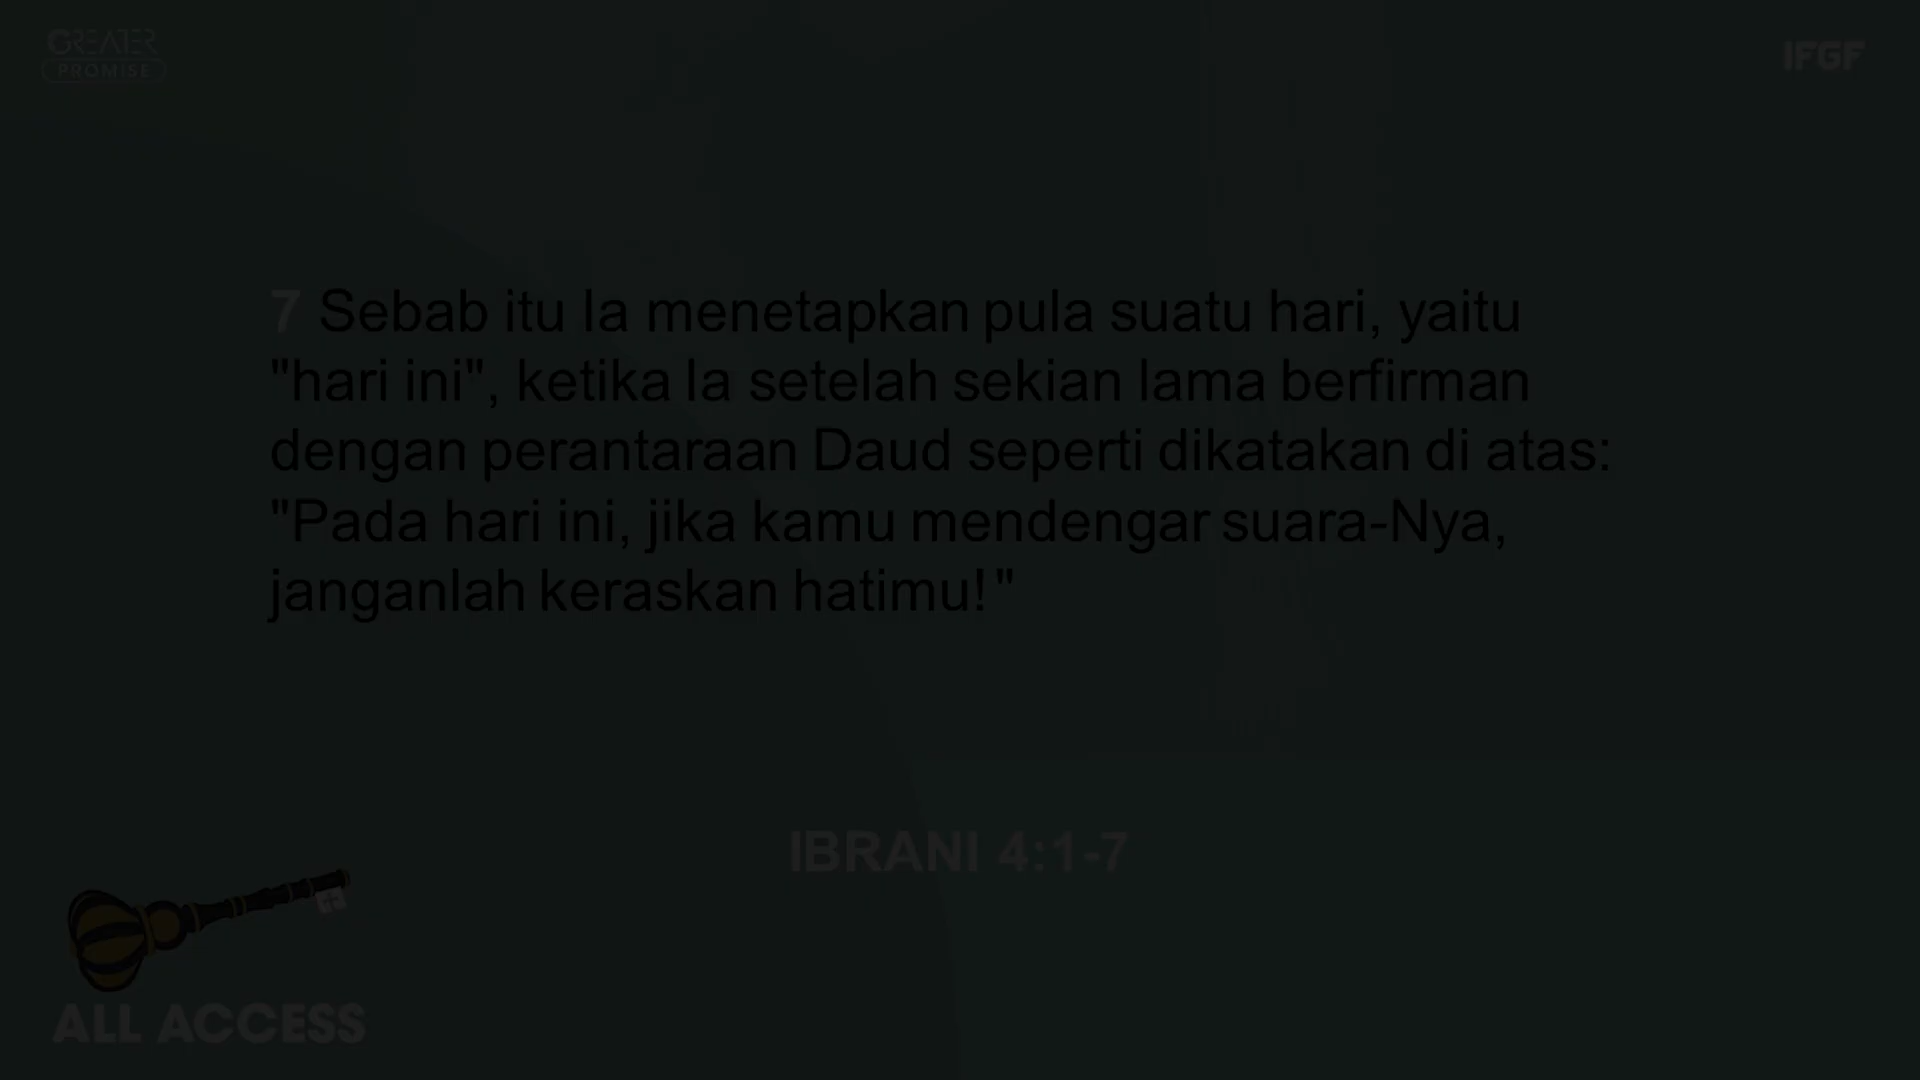 GREATER
PROMISE
IFGF
7 Sebab itu Ia menetapkan pula suatu hari, yaitu
"hari ini", ketika Ia setelah sekian lama berfirman
dengan perantaraan Daud seperti dikatakan di atas:
"Pada hari ini, jika kamu mendengar suara-Nya,
janganlah keraskan hatimu!"
IBRANI 4:1-7
ALL ACCESS